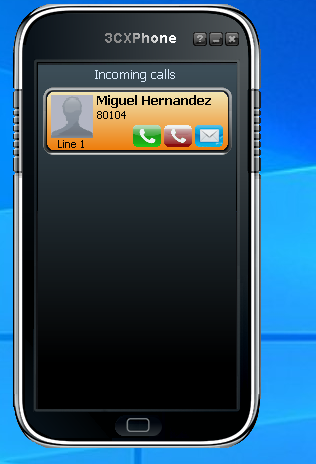 3CXPhone
Incoming calls
Miguel Hernandez
80104
Line 1